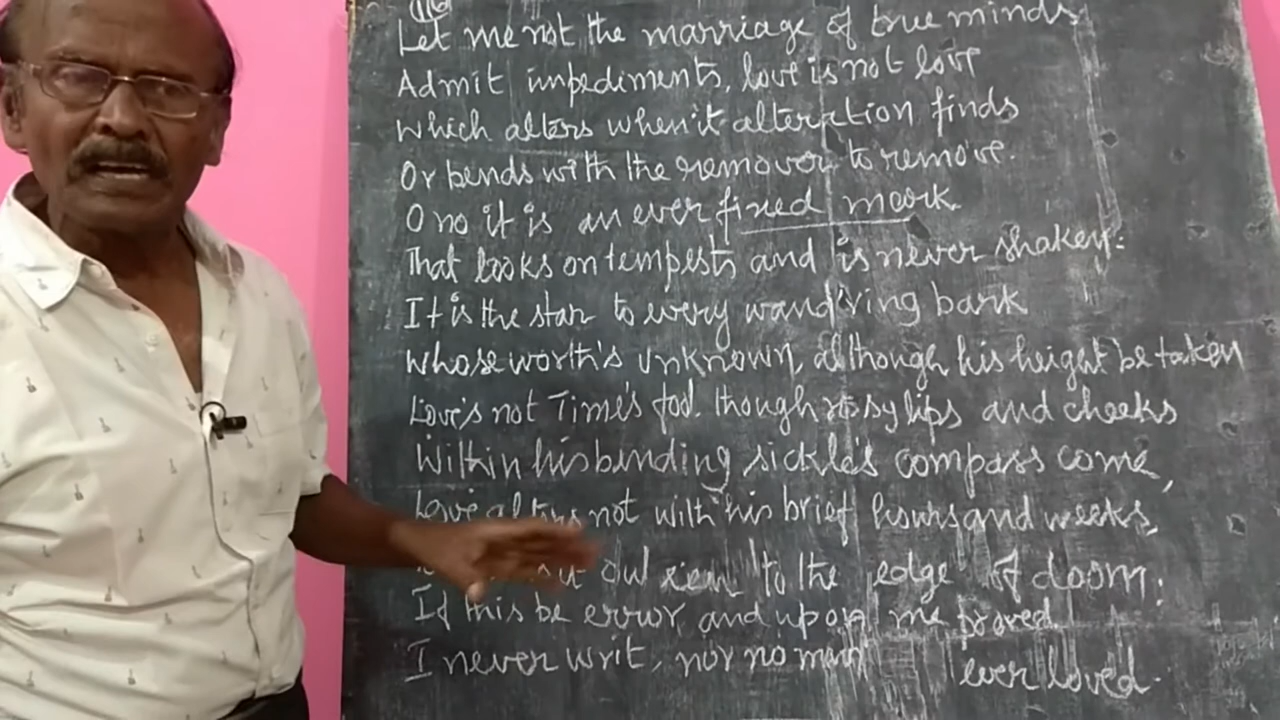 116
Let me not the marriage of true minds
Admit impediments, love is not love
which alters when it alteration finds
Or bends with the remover to remove.
O no it is an ever fixed mark.
That looks on tempests and is never shaken:
It is the star to every wand'ring bark
whose worth's unknown, although his height be taken
Love's not Time's fool. though rosy lips and cheeks
Within his bending sickle's compass come,
Love alters not with his brief hours and weeks,
to the edge of doom.
If this be error, and upon me proved.
I never writ, nor no man ever loved.